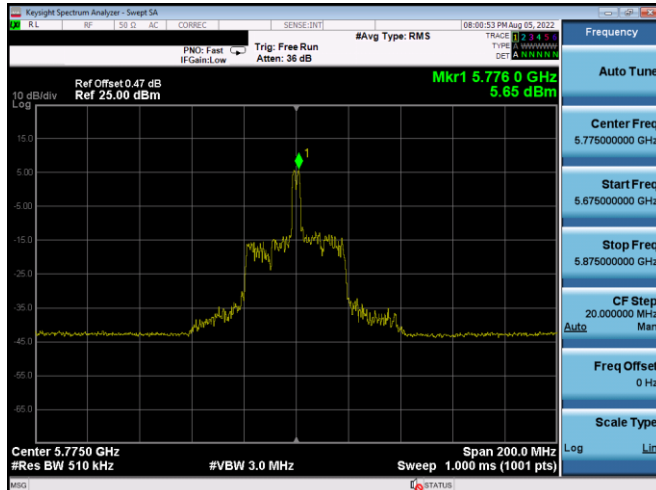 Keysight Spectrum Analyzer - Swept SA
RL RF 50 Ω AC CORREC SENSE:INT 08:00:53 PM Aug 05, 2022
#Avg Type: RMS TRACE 1 2 3 4 5 6
PNO: Fast Trig: Free Run TYPE A WWWWW
IFGain:Low Atten: 36 dB DET A N N N N N
Mkr1 5.776 0 GHz
5.65 dBm
Ref Offset 0.47 dB
10 dB/div Ref 25.00 dBm
Log
1
15.0
5.00
-5.00
-15.0
-25.0
-35.0
-45.0
-55.0
-65.0
Center 5.7750 GHz Span 200.0 MHz
#Res BW 510 kHz #VBW 3.0 MHz Sweep 1.000 ms (1001 pts)
MSG STATUS
Frequency
Auto Tune
Center Freq
5.775000000 GHz
Start Freq
5.675000000 GHz
Stop Freq
5.875000000 GHz
CF Step
20.000000 MHz
Auto Man
Freq Offset
0 Hz
Scale Type
Log Lin